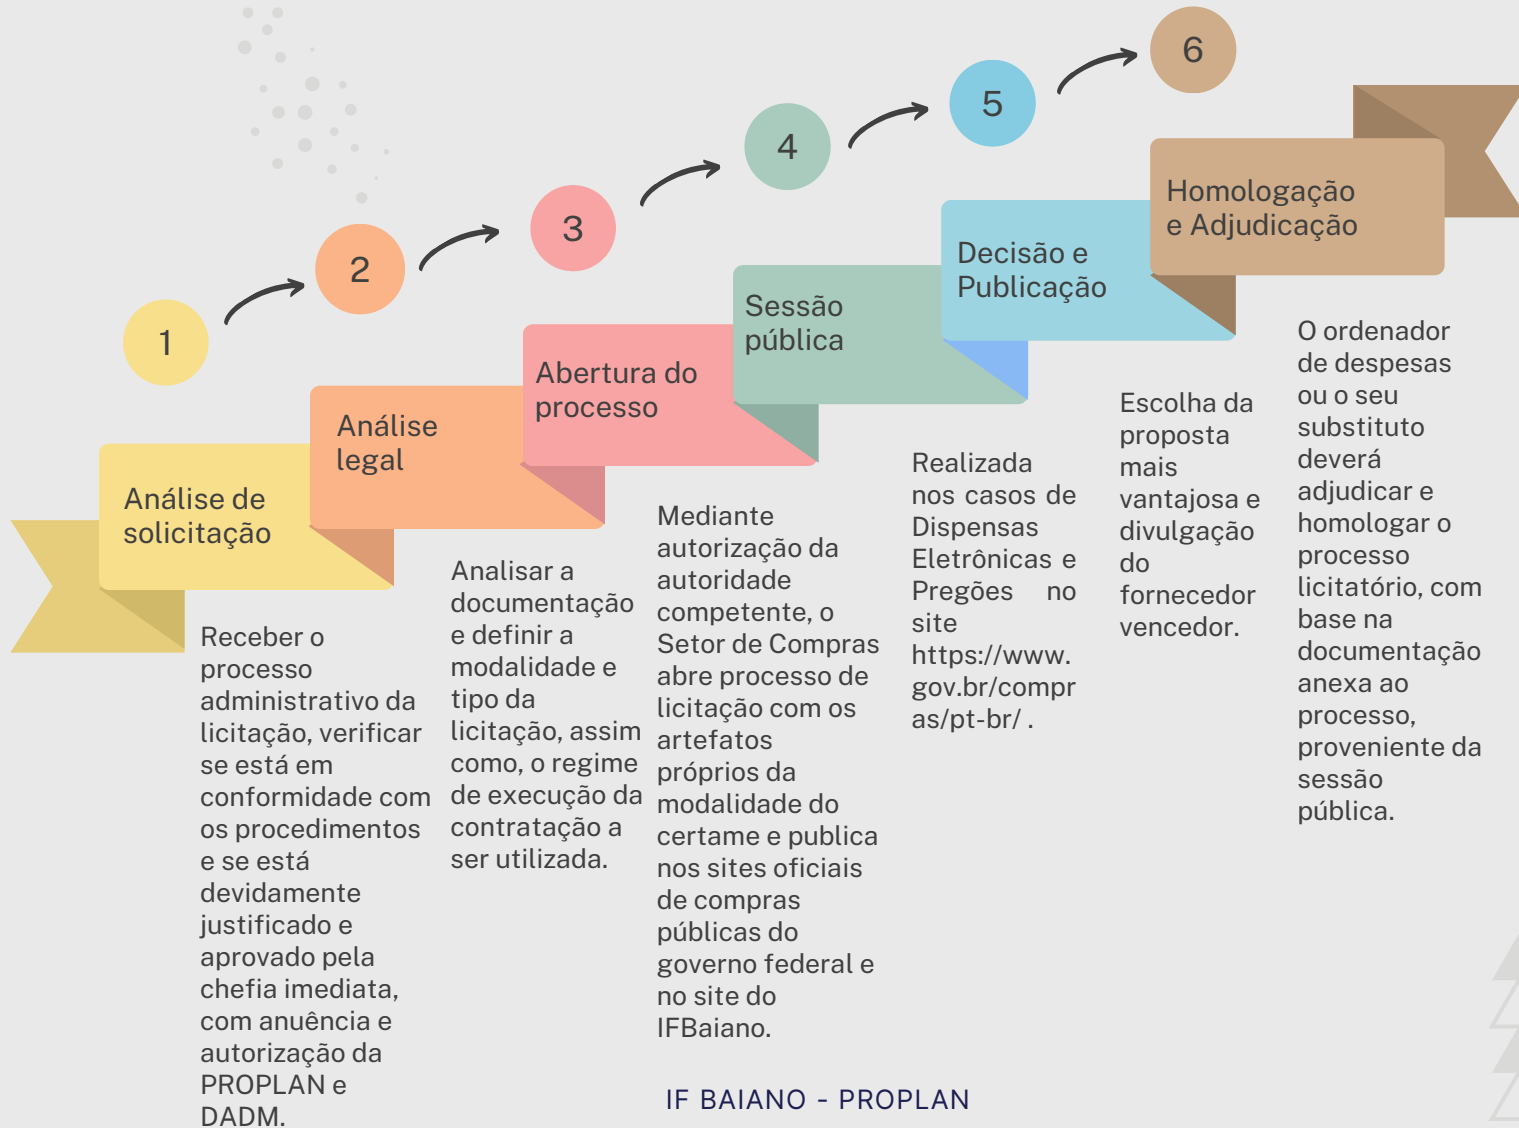 1
Análise de
solicitação
Receber o
processo
administrativo da
licitação, verificar
se está em
conformidade com
os procedimentos
e se está
devidamente
justificado e
aprovado pela
chefia imediata,
com anuência e
autorização da
PROPLAN e
DADM.
2
Análise
legal
Analisar a
documentação
e definir a
modalidade e
tipo da
licitação, assim
como, o regime
de execução da
contratação a
ser utilizada.
3
Abertura do
processo
Mediante
autorização da
autoridade
competente, o
Setor de Compras
abre processo de
licitação com os
artefatos
próprios da
modalidade do
certame e publica
nos sites oficiais
de compras
públicas do
governo federal e
no site do
IFBaiano.
4
Sessão
pública
Realizada
nos casos de
Dispensas
Eletrônicas e
Pregões no
site
https://www.
gov.br/compr
as/pt-br/ .
5
Decisão e
Publicação
Escolha da
proposta
mais
vantajosa e
divulgação
do
fornecedor
vencedor.
6
Homologação
e Adjudicação
O ordenador
de despesas
ou o seu
substituto
deverá
adjudicar e
homologar o
processo
licitatório, com
base na
documentação
anexa ao
processo,
proveniente da
sessão
pública.
IF BAIANO - PROPLAN